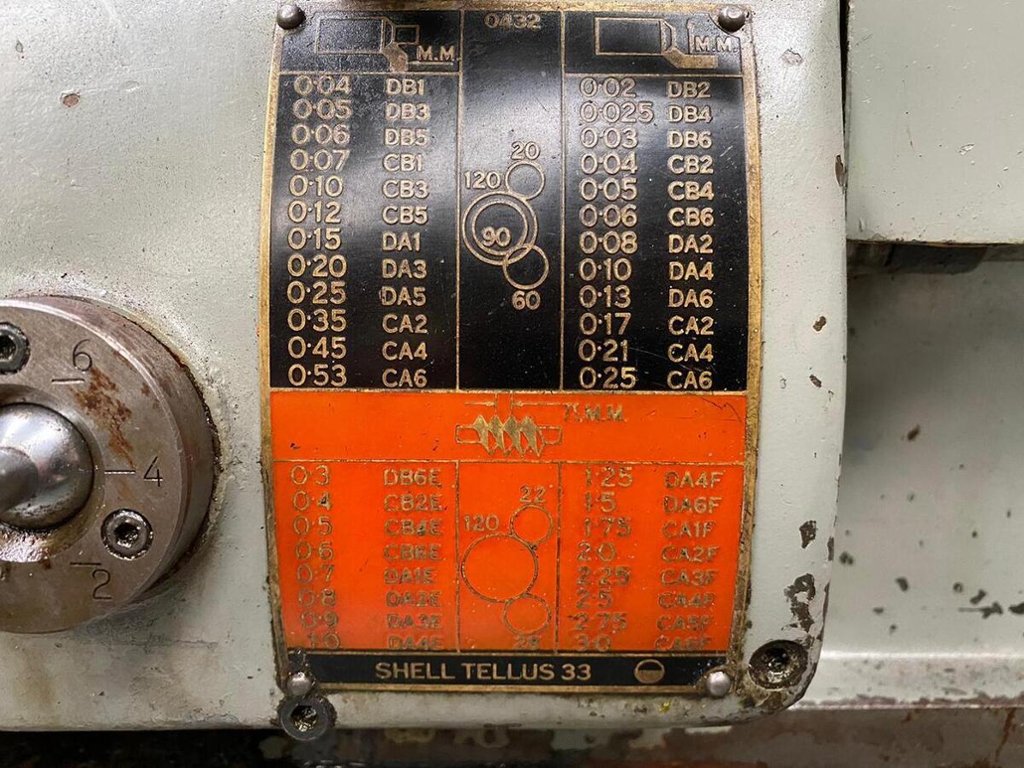 M.M. 0432 M.M.
0·04 DB1 0·02 DB2
0·05 DB3 0·025 DB4
0·06 DB5 0·03 DB6
0·07 CB1 20 0·04 CB2
0·10 CB3 120 0·05 CB4
0·12 CB5 0·06 CB6
0·15 DA1 90 0·08 DA2
0·20 DA3 0·10 DA4
0·25 DA5 60 0·13 DA6
0·35 CA2 0·17 CA2
0·45 CA4 0·21 CA4
0·53 CA6 0·25 CA6
M.M.
0·3 DB6E 1·25 DA4F
0·4 CB2E 22 1·5 DA6F
0·5 CB4E 120 1·75 CA1F
0·6 CB6E 2·0 CA2F
0·7 DA1E 2·25 CA3F
0·8 DA2E 2·5 CA4F
0·9 DA3E 2·75 CA5F
1·0 DA4E 3·0
SHELL TELLUS 33
6
4
2